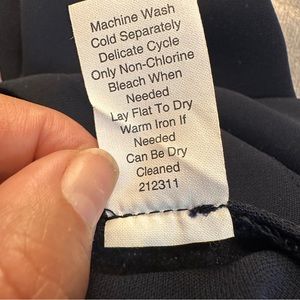 Machine Wash
Cold Separately
Delicate Cycle
Only Non-Chlorine
Bleach When
Needed
Lay Flat To Dry
Warm Iron If
Needed
Can Be Dry
Cleaned
212311